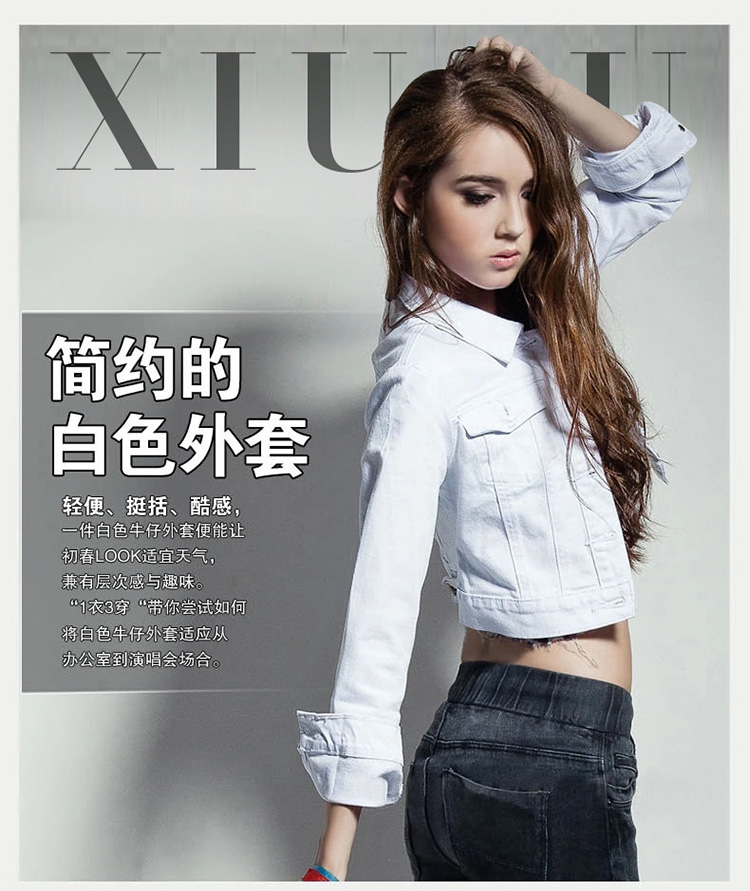 XIU U
简约的
白色外套
轻便、挺括、酷感，
一件白色牛仔外套便能让
初春LOOK适宜天气，
兼有层次感与趣味。
“1衣3穿“带你尝试如何
将白色牛仔外套适应从
办公室到演唱会场合。